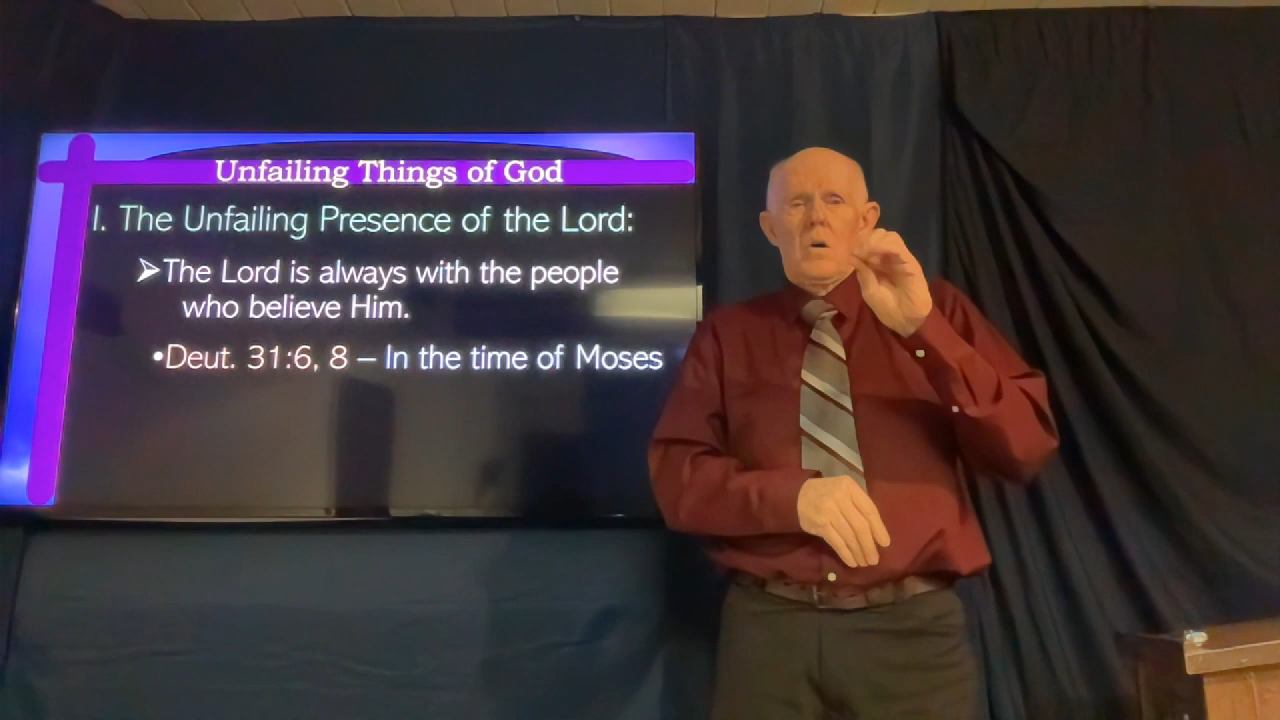 Unfailing Things of God
I. The Unfailing Presence of the Lord:
➢The Lord is always with the people
who believe Him.
•Deut. 31:6, 8 – In the time of Moses